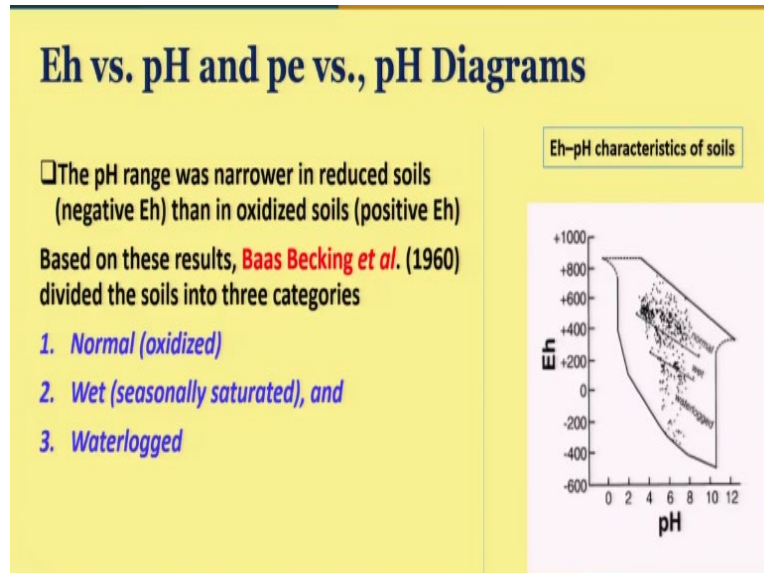 Eh vs. pH and pe vs., pH Diagrams
❑The pH range was narrower in reduced soils
(negative Eh) than in oxidized soils (positive Eh)
Based on these results, Baas Becking et al. (1960)
divided the soils into three categories
1. Normal (oxidized)
2. Wet (seasonally saturated), and
3. Waterlogged
Eh–pH characteristics of soils
+1000
+800
+600
+400
+200
0
-200
-400
-600
Eh
normal
wet
waterlogged
0 2 4 6 8 10 12
pH